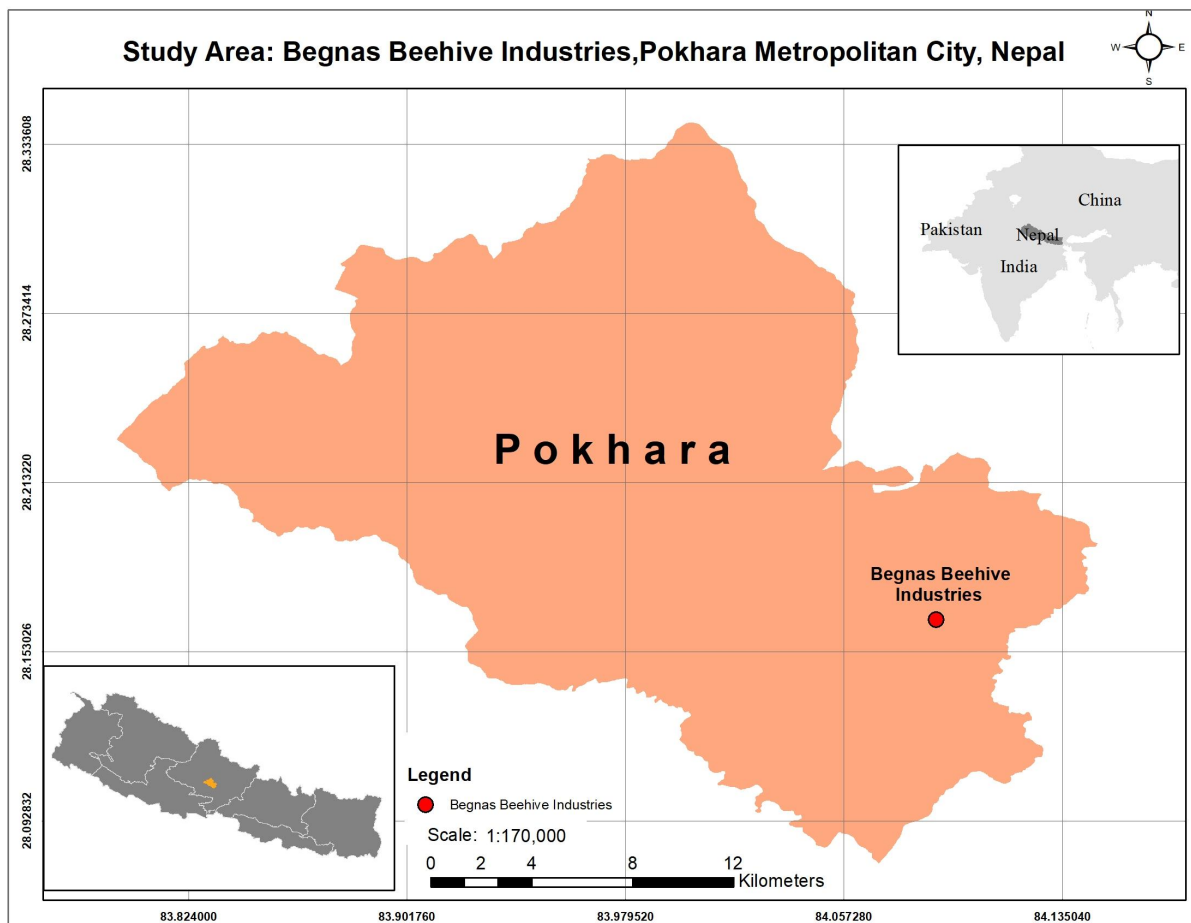 Study Area: Begnas Beehive Industries,Pokhara Metropolitan City, Nepal
N
W E
S
28.333608
28.273414
28.213220
28.153026
28.092832
China
Pakistan
Nepal
India
Pokhara
Begnas Beehive
Industries
Legend
Begnas Beehive Industries
Scale: 1:170,000
0 2 4 8 12
Kilometers
83.824000 83.901760 83.979520 84.057280 84.135040